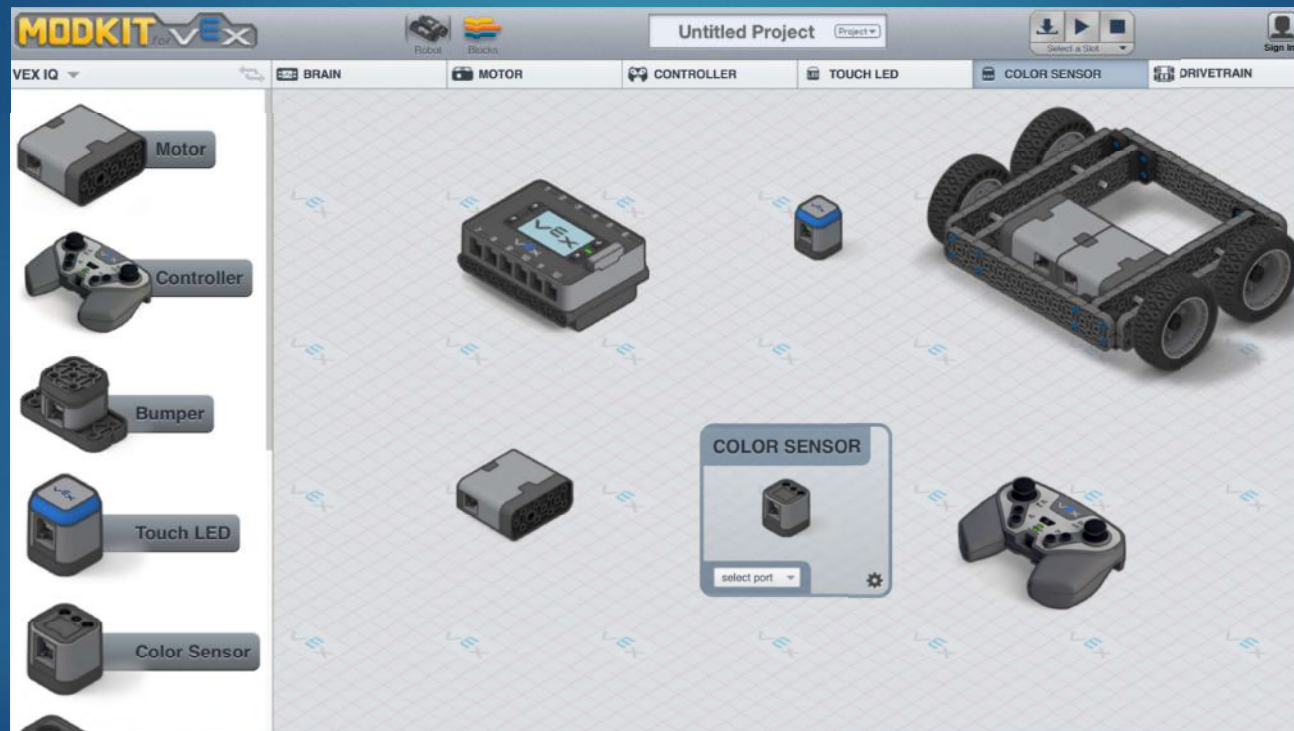 MODKIT for VEX
Robot
Blocks
Untitled Project
Project
Select a Slot
Sign In
VEX IQ
BRAIN
MOTOR
CONTROLLER
TOUCH LED
COLOR SENSOR
DRIVETRAIN
Motor
Controller
Bumper
Touch LED
Color Sensor
VEX
COLOR SENSOR
select port